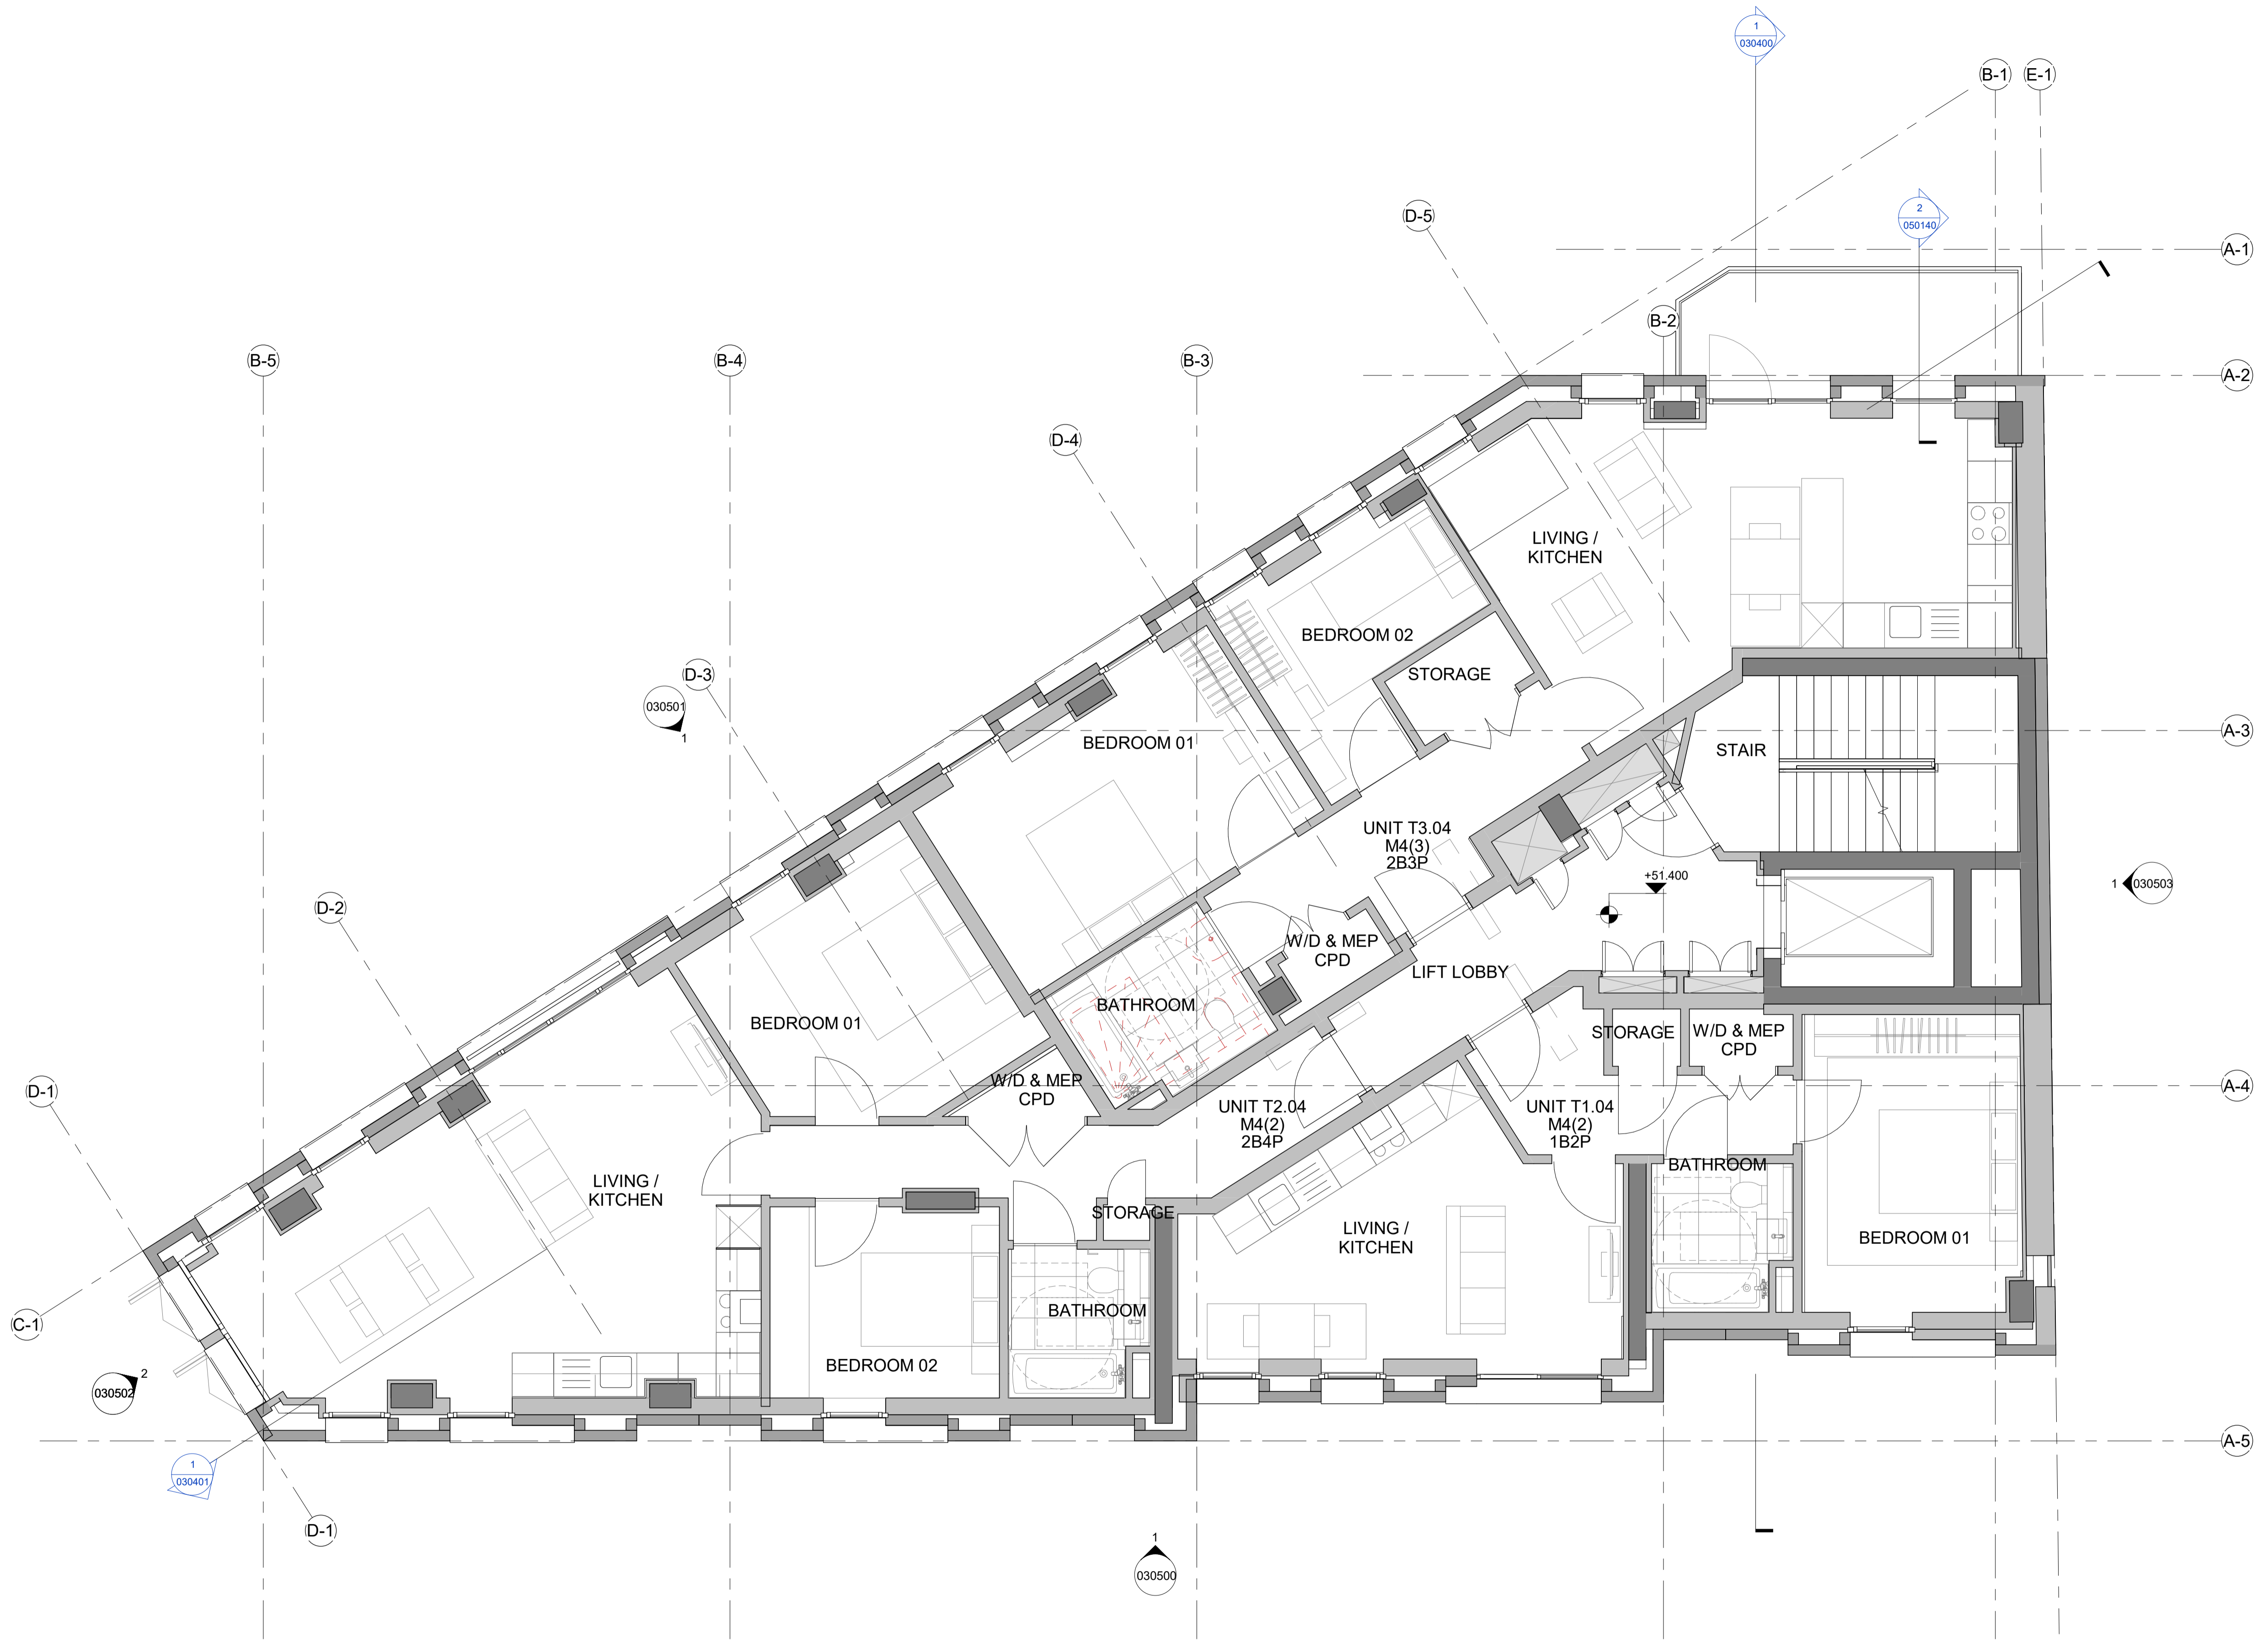 1
030400
B-1
E-1
2
050140
D-5
A-1
B-2
B-5
B-4
B-3
A-2
D-4
LIVING /
KITCHEN
BEDROOM 02
STORAGE
D-3
030501
1
BEDROOM 01
STAIR
A-3
UNIT T3.04
M4(3)
2B3P
+51.400
1
030503
D-2
W/D & MEP
CPD
LIFT LOBBY
BATHROOM
BEDROOM 01
STORAGE
W/D & MEP
CPD
D-1
W/D & MEP
CPD
A-4
UNIT T2.04
M4(2)
2B4P
UNIT T1.04
M4(2)
1B2P
BATHROOM
LIVING /
KITCHEN
STORAGE
LIVING /
KITCHEN
BEDROOM 01
C-1
BATHROOM
BEDROOM 02
2
030502
A-5
1
030401
D-1
1
030500